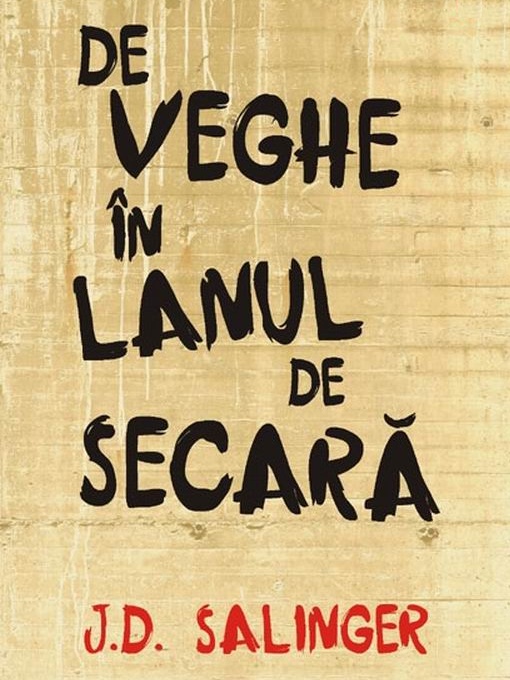 DE
VEGHE
ÎN
LANUL
DE
SECARĂ
J.D. SALINGER